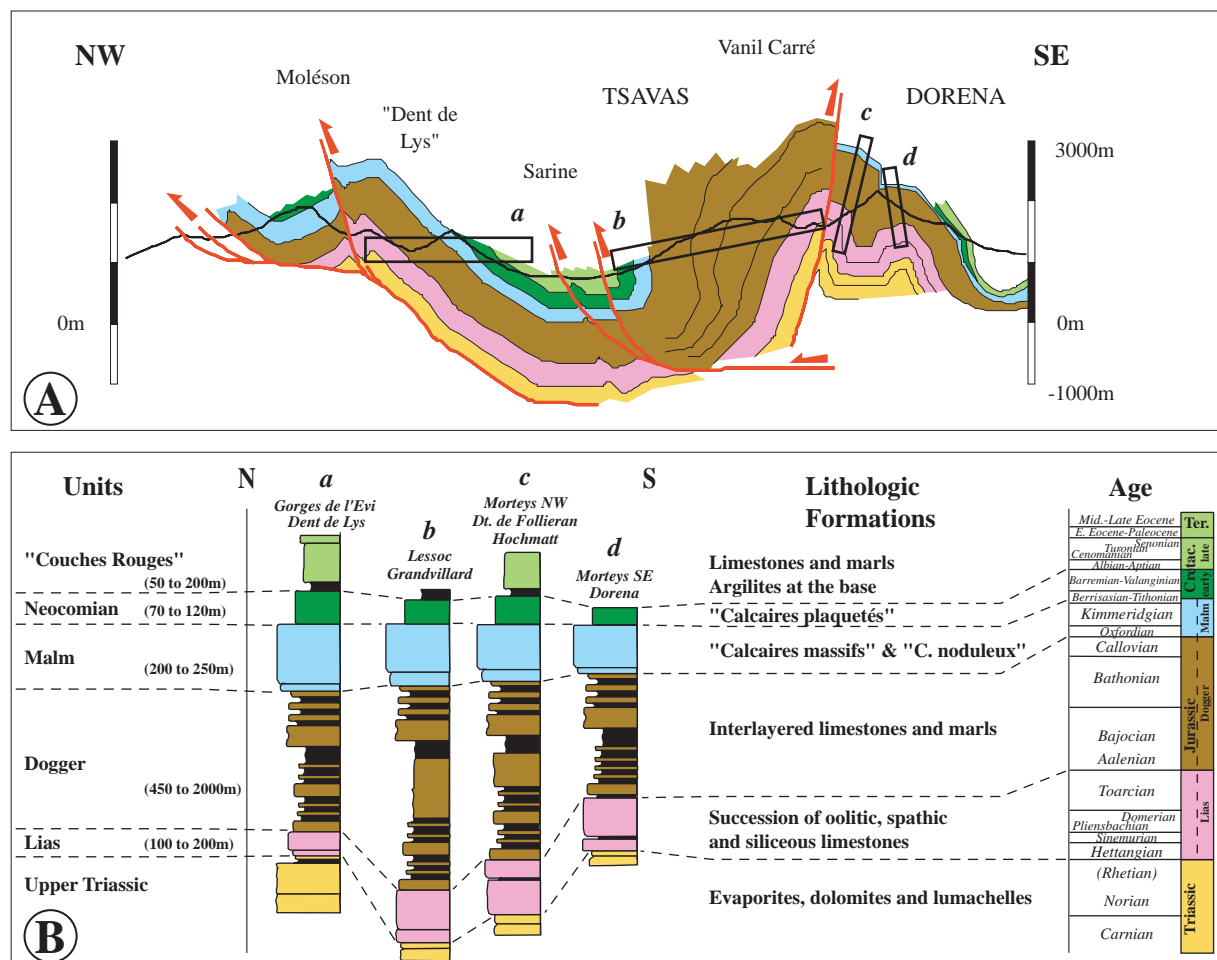 NW
Moléson
"Dent de
Lys"
Sarine
TSAVAS
Vanil Carré
DORENA
SE
a
b
c
d
3000m
0m
0m
-1000m
A
Units
N
a
Gorges de l'Evi
Dent de Lys
b
Lessoc
Grandvillard
c
Morteys NW
Dt. de Follieran
Hochmatt
S
d
Morteys SE
Dorena
Lithologic
Formations
Age
"Couches Rouges"
(50 to 200m)
Neocomian
(70 to 120m)
Malm
(200 to 250m)
Dogger
(450 to 2000m)
Lias
(100 to 200m)
Upper Triassic
Limestones and marls
Argilites at the base
"Calcaires plaquetés"
"Calcaires massifs" & "C. noduleux"
Interlayered limestones and marls
Succession of oolitic, spathic
and siliceous limestones
Evaporites, dolomites and lumachelles
Mid.-Late Eocene
E. Eocene-Paleocene
Senonian
Turonian
Cenomanian
Albian-Aptian
Barremian-Valanginian
Berrisasian-Tithonian
Kimmeridgian
Oxfordian
Callovian
Bathonian
Bajocian
Aalenian
Toarcian
Domerian
Pliensbachian
Sinemurian
Hettangian
(Rhetian)
Norian
Carnian
Ter.
Cretac.
late
early
Malm
Jurassic
Dogger
Lias
Triassic
B